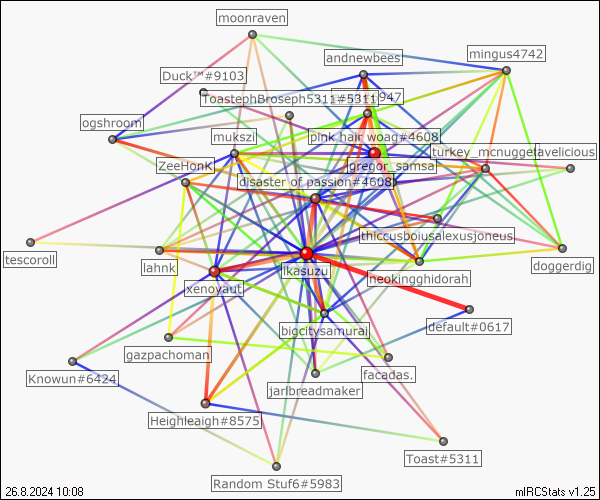 moonraven
andnewbees
mingus4742
Duck™#9103
ToastephBroseph5311#5311
947
ogshroom
mukszi
pink hair woag#4608
turkey_mcnuggetavelicious
ZeeHonk
gregor_samsa
disaster of passion#4608
thiccusboiusalexusjoneus
tescoroll
lahnk
ikasuzu
heokingghidorah
doggerdig
xenoyaut
bigcitysamurai
default#0617
gazpachoman
facadas.
Knowun#6424
jarlbreadmaker
Heighleaigh#8575
Toast#5311
Random Stuf6#5983
26.8.2024 10:08
mIRCStats v1.25